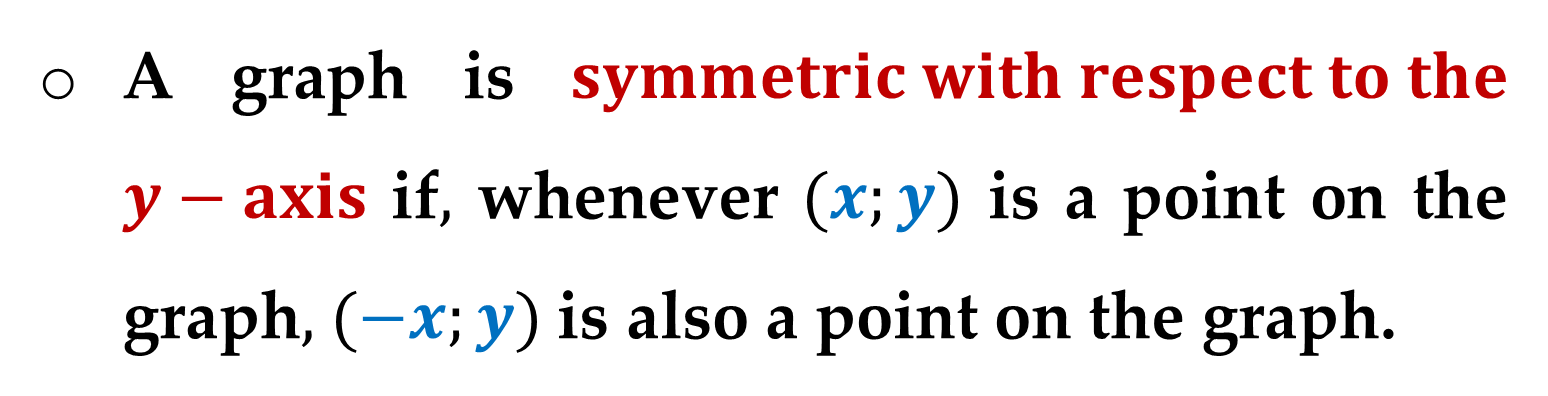 ○ A graph is symmetric with respect to the
y − axis if, whenever (x; y) is a point on the
graph, (−x; y) is also a point on the graph.